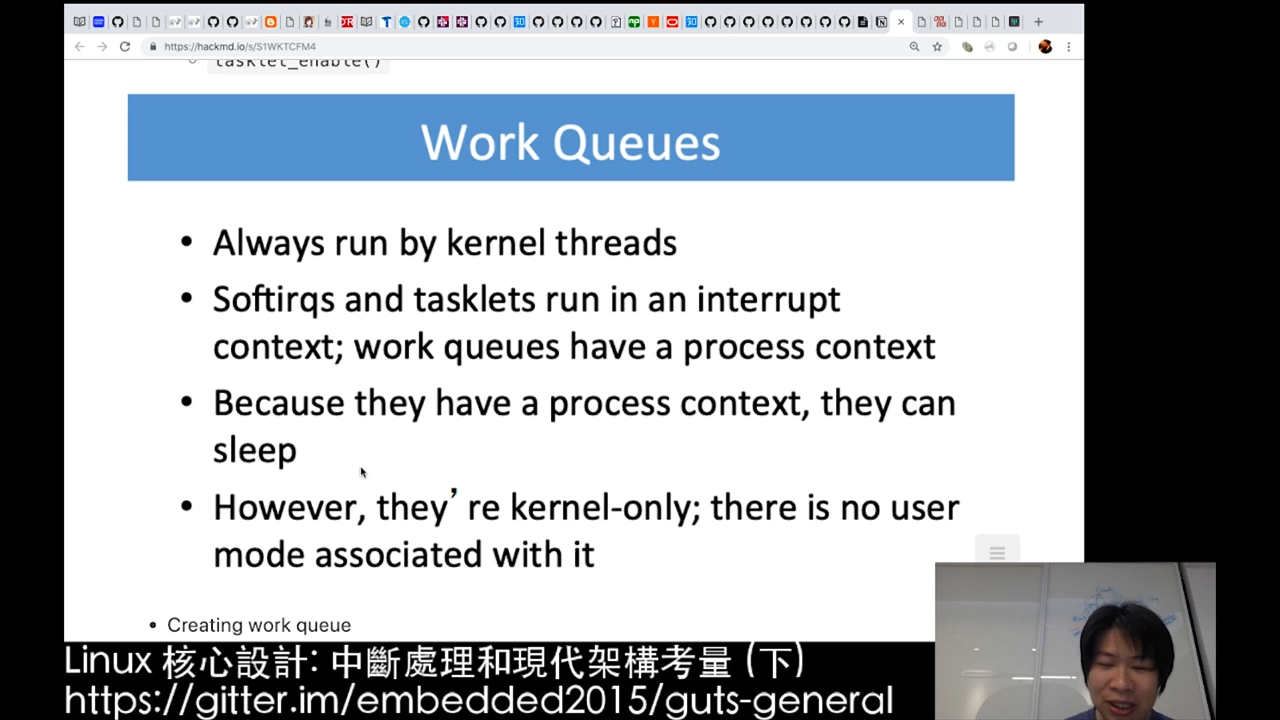 https://hackmd.io/s/S1WKTCFM4
tasklet_enable()
Work Queues
• Always run by kernel threads
• Softirqs and tasklets run in an interrupt
context; work queues have a process context
• Because they have a process context, they can
sleep
• However, they’ re kernel-only; there is no user
mode associated with it
• Creating work queue
Linux 核心設計: 中斷處理和現代架構考量 (下)
https://gitter.im/embedded2015/guts-general